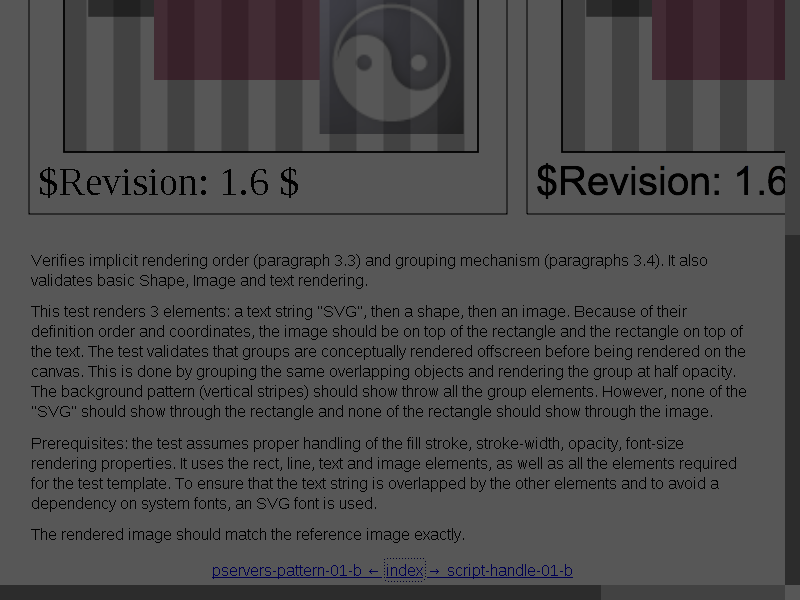 $Revision: 1.6 $
$Revision: 1.6
Verifies implicit rendering order (paragraph 3.3) and grouping mechanism (paragraphs 3.4). It also
validates basic Shape, Image and text rendering.
This test renders 3 elements: a text string "SVG", then a shape, then an image. Because of their
definition order and coordinates, the image should be on top of the rectangle and the rectangle on top of
the text. The test validates that groups are conceptually rendered offscreen before being rendered on the
canvas. This is done by grouping the same overlapping objects and rendering the group at half opacity.
The background pattern (vertical stripes) should show throw all the group elements. However, none of the
"SVG" should show through the rectangle and none of the rectangle should show through the image.
Prerequisites: the test assumes proper handling of the fill stroke, stroke-width, opacity, font-size
rendering properties. It uses the rect, line, text and image elements, as well as all the elements required
for the test template. To ensure that the text string is overlapped by the other elements and to avoid a
dependency on system fonts, an SVG font is used.
The rendered image should match the reference image exactly.
pservers-pattern-01-b ← index → script-handle-01-b